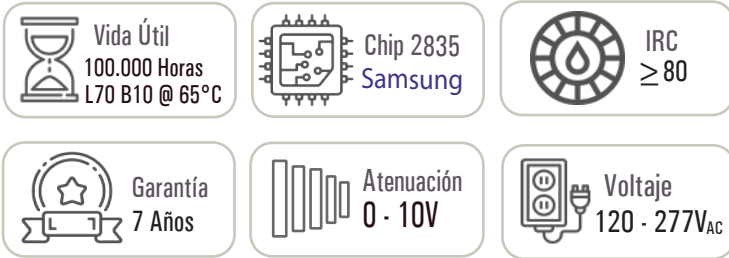 Vida Útil
100.000 Horas
L70 B10 @ 65°C
Chip 2835
Samsung
IRC
≥ 80
Garantía
7 Años
Atenuación
0 - 10V
Voltaje
120 - 277VAC